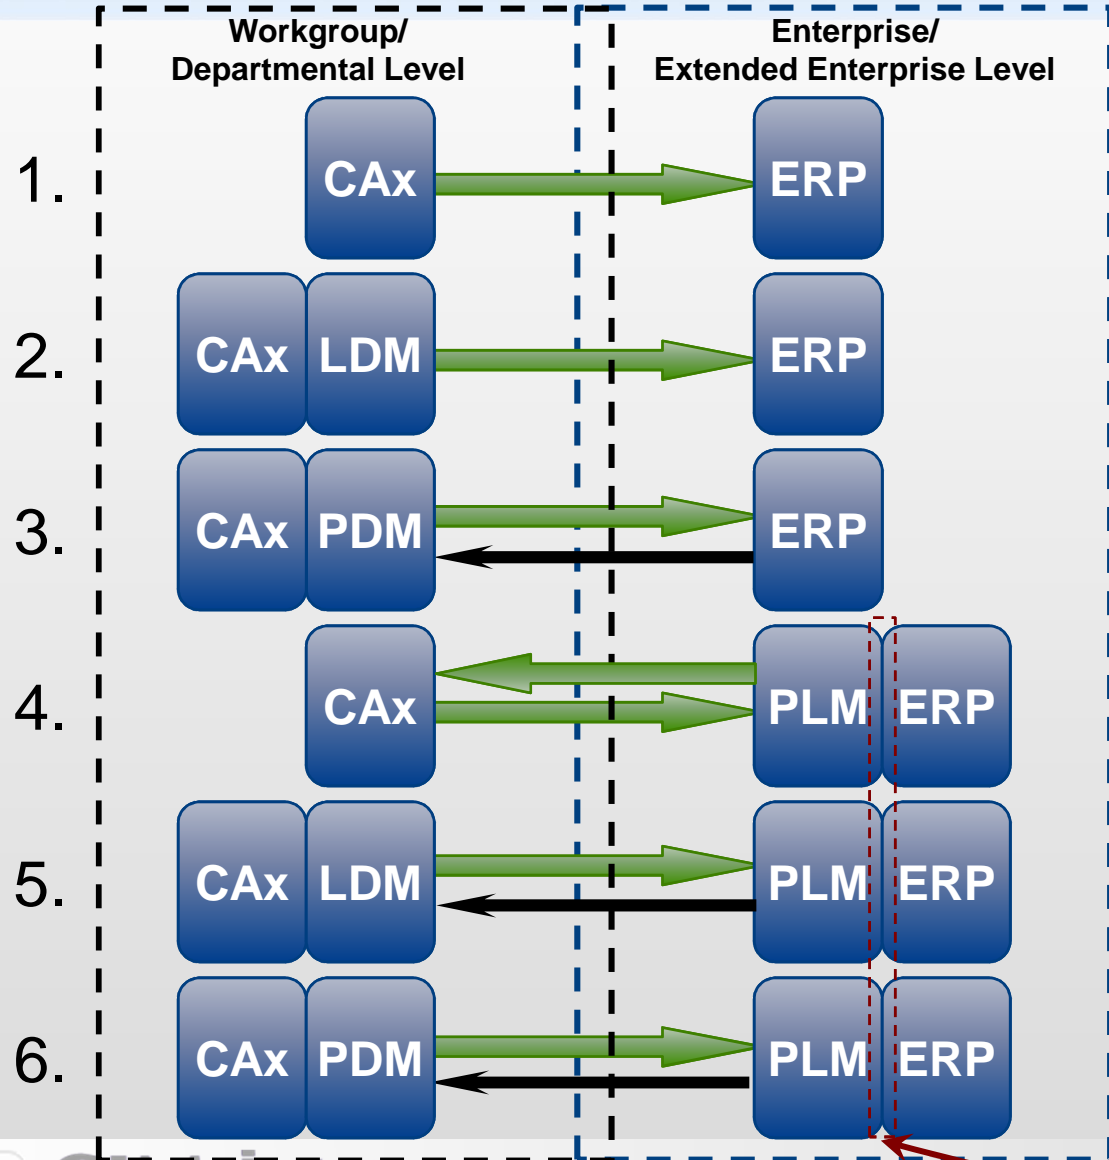 Workgroup/
Departmental Level
Enterprise/
Extended Enterprise Level
1.
CAx
ERP
2.
CAx LDM
ERP
3.
CAx PDM
ERP
4.
CAx
PLM ERP
5.
CAx LDM
PLM ERP
6.
CAx PDM
PLM ERP